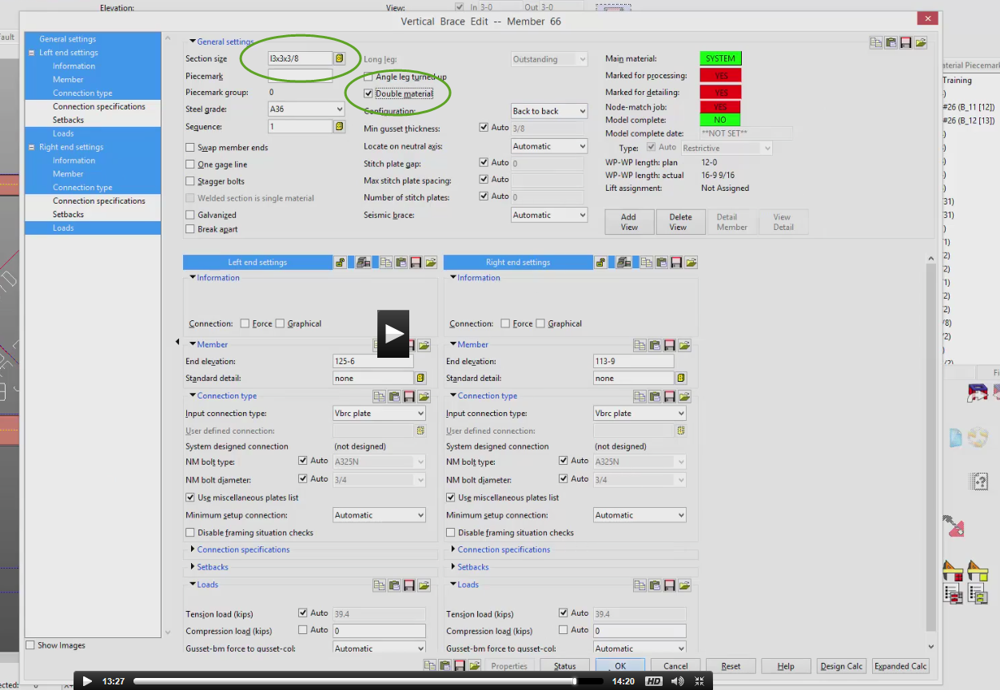 Elevation:
View:
In 3-0
Out 3-0
Vertical Brace Edit -- Member 66
ault
General settings
Left end settings
Information
Member
Connection type
Connection specifications
Setbacks
Loads
Right end settings
Information
Member
Connection type
Connection specifications
Setbacks
Loads
Show Images
General settings
Section size
l3x3x3/8
Piecemark
Piecemark group:
0
Steel grade:
A36
Sequence:
1
Swap member ends
One gage line
Stagger bolts
Welded section is single material
Galvanized
Break apart
Long leg:
Outstanding
Angle leg turned up
Double material
Configuration:
Back to back
Min gusset thickness:
Auto
3/8
Locate on neutral axis:
Automatic
Stitch plate gap:
Auto
0
Max stitch plate spacing:
Auto
Number of stitch plates:
Auto
0
Seismic brace:
Automatic
Main material:
SYSTEM
Marked for processing:
YES
Marked for detailing:
YES
Node-match job:
YES
Model complete:
NO
Model complete date:
**NOT SET**
Type:
Auto
Restrictive
WP-WP length: plan
12-0
WP-WP length: actual
16-9 9/16
Lift assignment:
Not Assigned
Add View
Delete View
Detail Member
View Detail
Left end settings
Information
Connection:
Force
Graphical
Member
End elevation:
125-6
Standard detail:
none
Connection type
Input connection type:
Vbrc plate
User defined connection:
System designed connection
(not designed)
NM bolt type:
Auto
A325N
NM bolt diameter:
Auto
3/4
Use miscellaneous plates list
Minimum setup connection:
Automatic
Disable framing situation checks
Connection specifications
Setbacks
Loads
Tension load (kips)
Auto
39.4
Compression load (kips)
Auto
0
Gusset-bm force to gusset-col:
Automatic
Right end settings
Information
Connection:
Force
Graphical
Member
End elevation:
113-9
Standard detail:
none
Connection type
Input connection type:
Vbrc plate
User defined connection:
System designed connection
(not designed)
NM bolt type:
Auto
A325N
NM bolt diameter:
Auto
3/4
Use miscellaneous plates list
Minimum setup connection:
Automatic
Disable framing situation checks
Connection specifications
Setbacks
Loads
Tension load (kips)
Auto
39.4
Compression load (kips)
Auto
0
Gusset-bm force to gusset-col:
Automatic
Properties
Status
OK
Cancel
Reset
Help
Design Calc
Expanded Calc
aterial Piecemark
Training
#26 (B_11 [12])
#26 (B_12 [13])
31)
31)
1)
2)
1)
2)
2)
/8)
/2)
/2)
Fi
ected:
0
13:27
14:20
HD